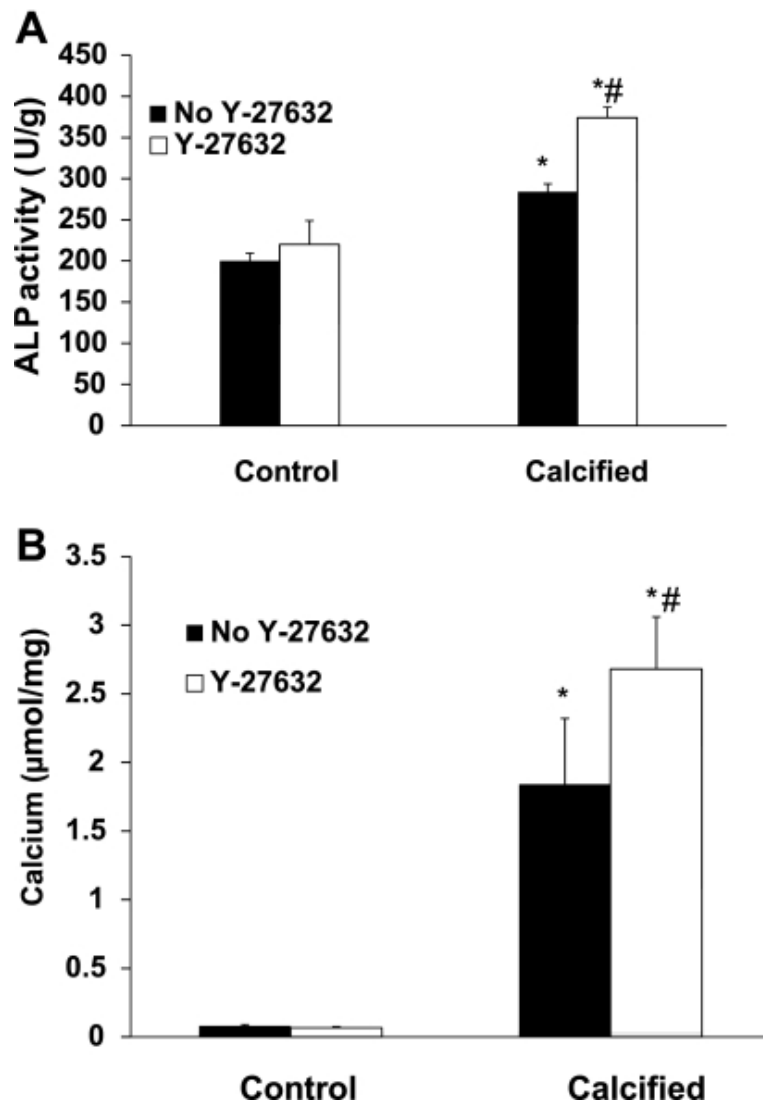 A
450
400
350
300
250
200
150
100
50
0
ALP activity ( U/g)
No Y-27632
Y-27632
*
*#
Control
Calcified
B
3.5
3
2.5
2
1.5
1
0.5
0
Calcium (µmol/mg)
No Y-27632
Y-27632
*
*#
Control
Calcified